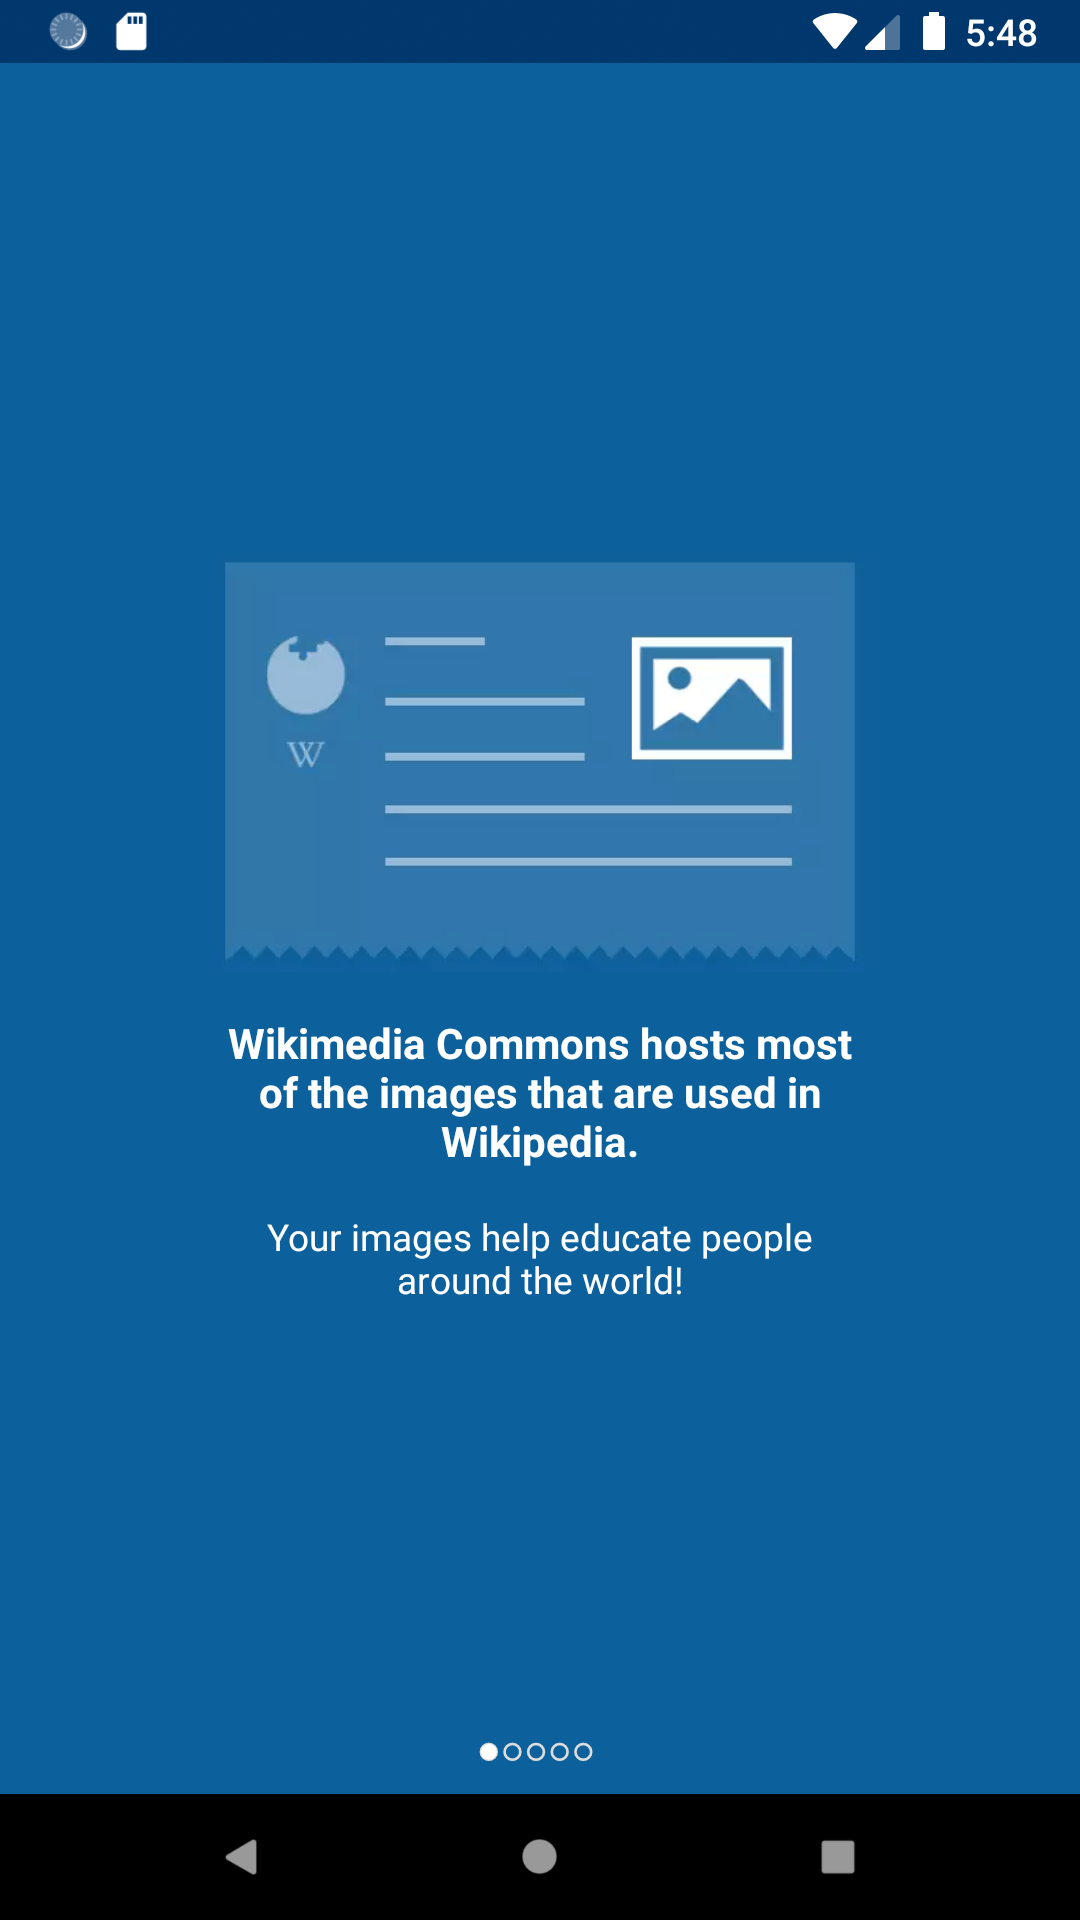 5:48
W
Wikimedia Commons hosts most
of the images that are used in
Wikipedia.
Your images help educate people
around the world!